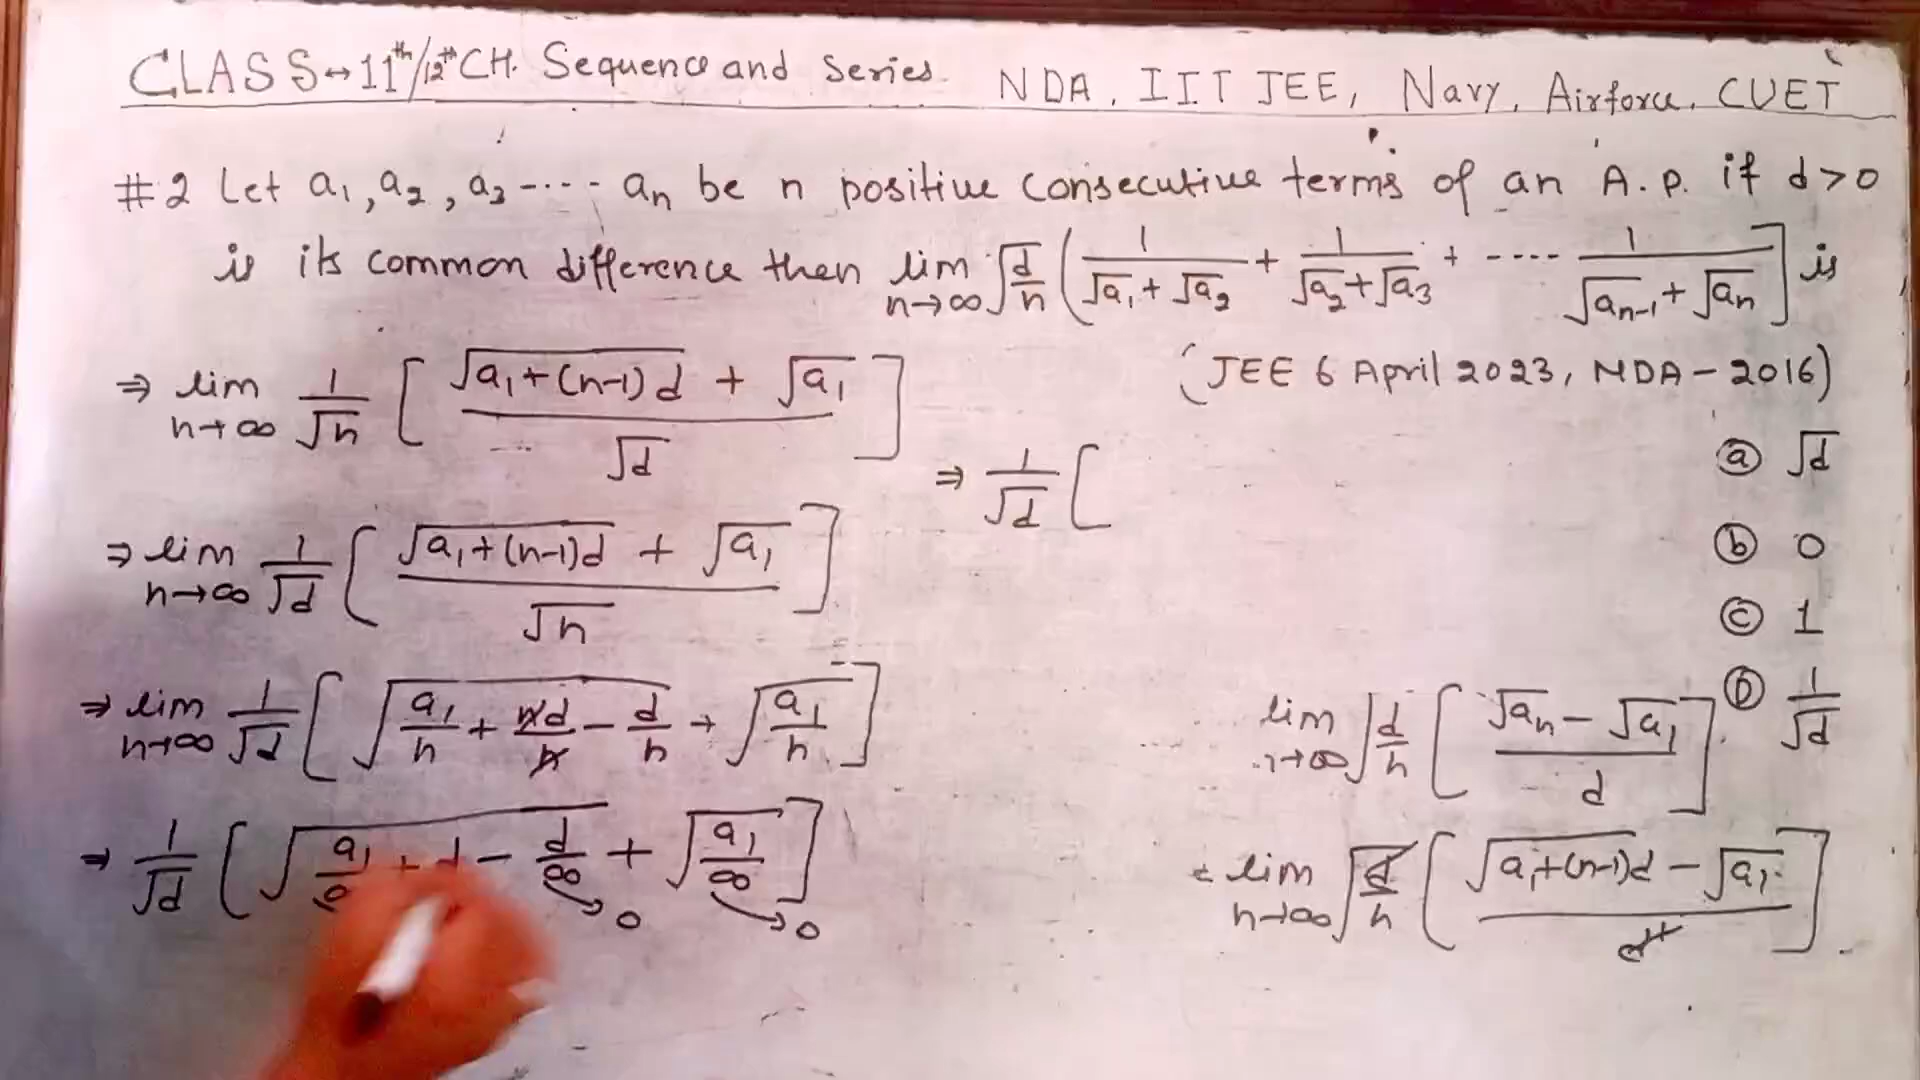 CLASS → 11th/12th CH. Sequence and Series. NDA, IIT JEE, Navy, Airforce, CUET
#2 Let a₁, a₂, a₃ ---- aₙ be n positive consecutive terms of an A.P. if d>0
is its common difference then lim n→∞ √(d/n) ( 1/(√a₁+√a₂) + 1/(√a₂+√a₃) + ---- 1/(√aₙ₋₁+√aₙ) ] is
(JEE 6 April 2023, NDA-2016)
⇒ lim n→∞ 1/√n [ (√(a₁+(n-1)d) + √a₁)/√d ]
⇒ lim n→∞ 1/√d [ (√(a₁+(n-1)d) + √a₁)/√n ]
⇒ lim n→∞ 1/√d [ √(a₁/n + nd/n - d/n) + √(a₁/n) ]
⇒ 1/√d [ √(a₁ + - d/∞) + √(a₁/∞) ]
0 0
⇒ 1/√d [
ⓐ √d
ⓑ 0
ⓒ 1
Ⓓ 1/√d
lim →∞ √(d/n) [ (√aₙ - √a₁)/d ]
= lim n→∞ √(d/n) [ (√(a₁+(n-1)d) - √a₁)/d ]